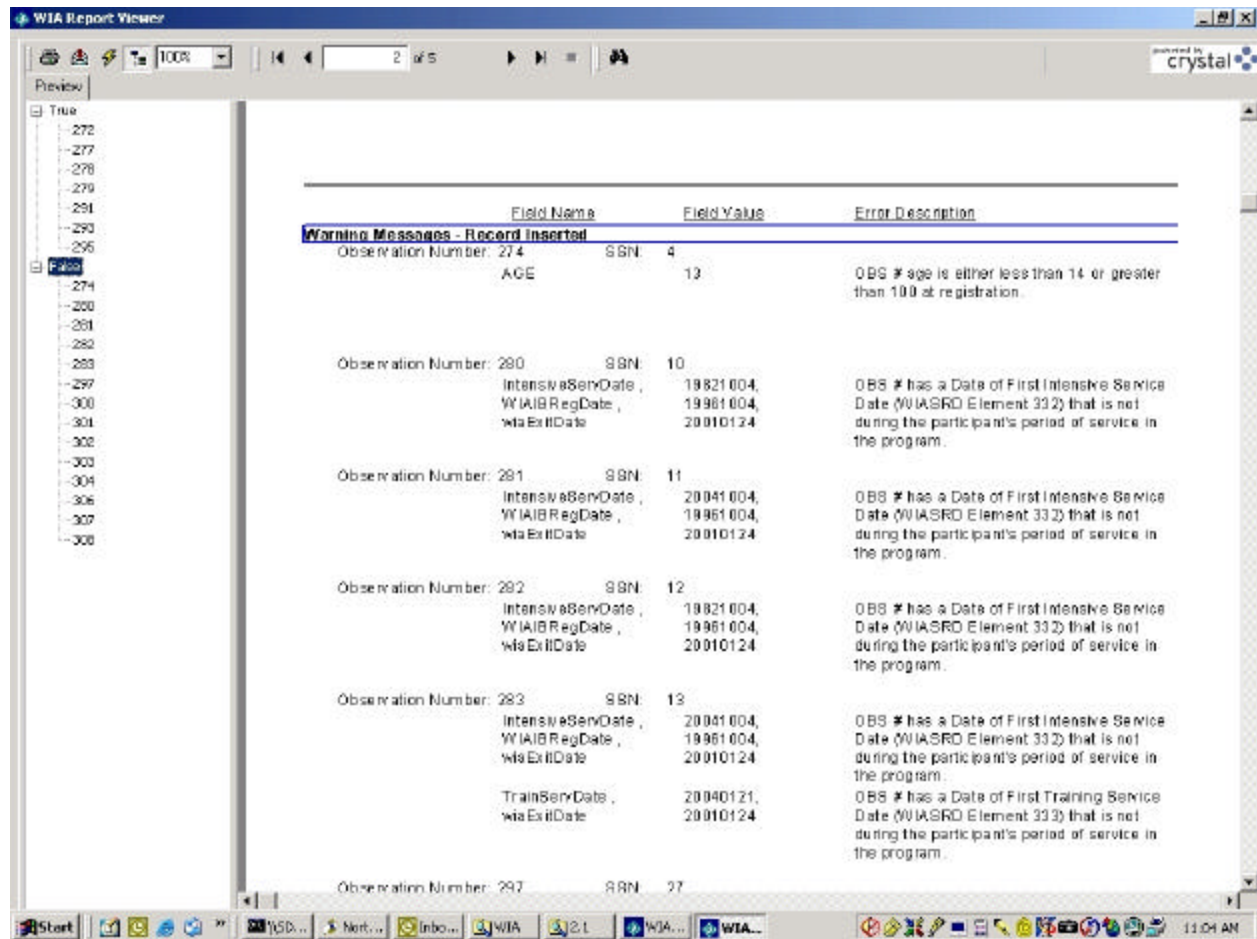 WIA Report Viewer
100%
2 of 5
powered by
crystal
Preview
True
272
277
278
279
291
293
295
False
274
280
281
282
283
297
300
301
302
303
304
306
307
308
Field Name Field Value Error Description
Warning Messages - Record Inserted
Observation Number: 274 SSN: 4
AGE 13 OBS # age is either less than 14 or greater
than 100 at registration.
Observation Number: 280 SSN: 10
IntensiveServDate , 19821004, OBS # has a Date of First Intensive Service
WIAIBRegDate , 19961004, Date (WIASRD Element 332) that is not
wiaExitDate 20010124 during the participant's period of service in
the program.
Observation Number: 281 SSN: 11
IntensiveServDate , 20041004, OBS # has a Date of First Intensive Service
WIAIBRegDate , 19961004, Date (WIASRD Element 332) that is not
wiaExitDate 20010124 during the participant's period of service in
the program.
Observation Number: 282 SSN: 12
IntensiveServDate , 19821004, OBS # has a Date of First Intensive Service
WIAIBRegDate , 19961004, Date (WIASRD Element 332) that is not
wiaExitDate 20010124 during the participant's period of service in
the program.
Observation Number: 283 SSN: 13
IntensiveServDate , 20041004, OBS # has a Date of First Intensive Service
WIAIBRegDate , 19961004, Date (WIASRD Element 332) that is not
wiaExitDate 20010124 during the participant's period of service in
the program.
TrainServDate , 20040121, OBS # has a Date of First Training Service
wiaExitDate 20010124 Date (WIASRD Element 333) that is not
during the participant's period of service in
the program.
Observation Number: 297 SSN: 27
Start \\SD... Nort... Inbo... WIA 2.1 WIA... WIA... 11:04 AM